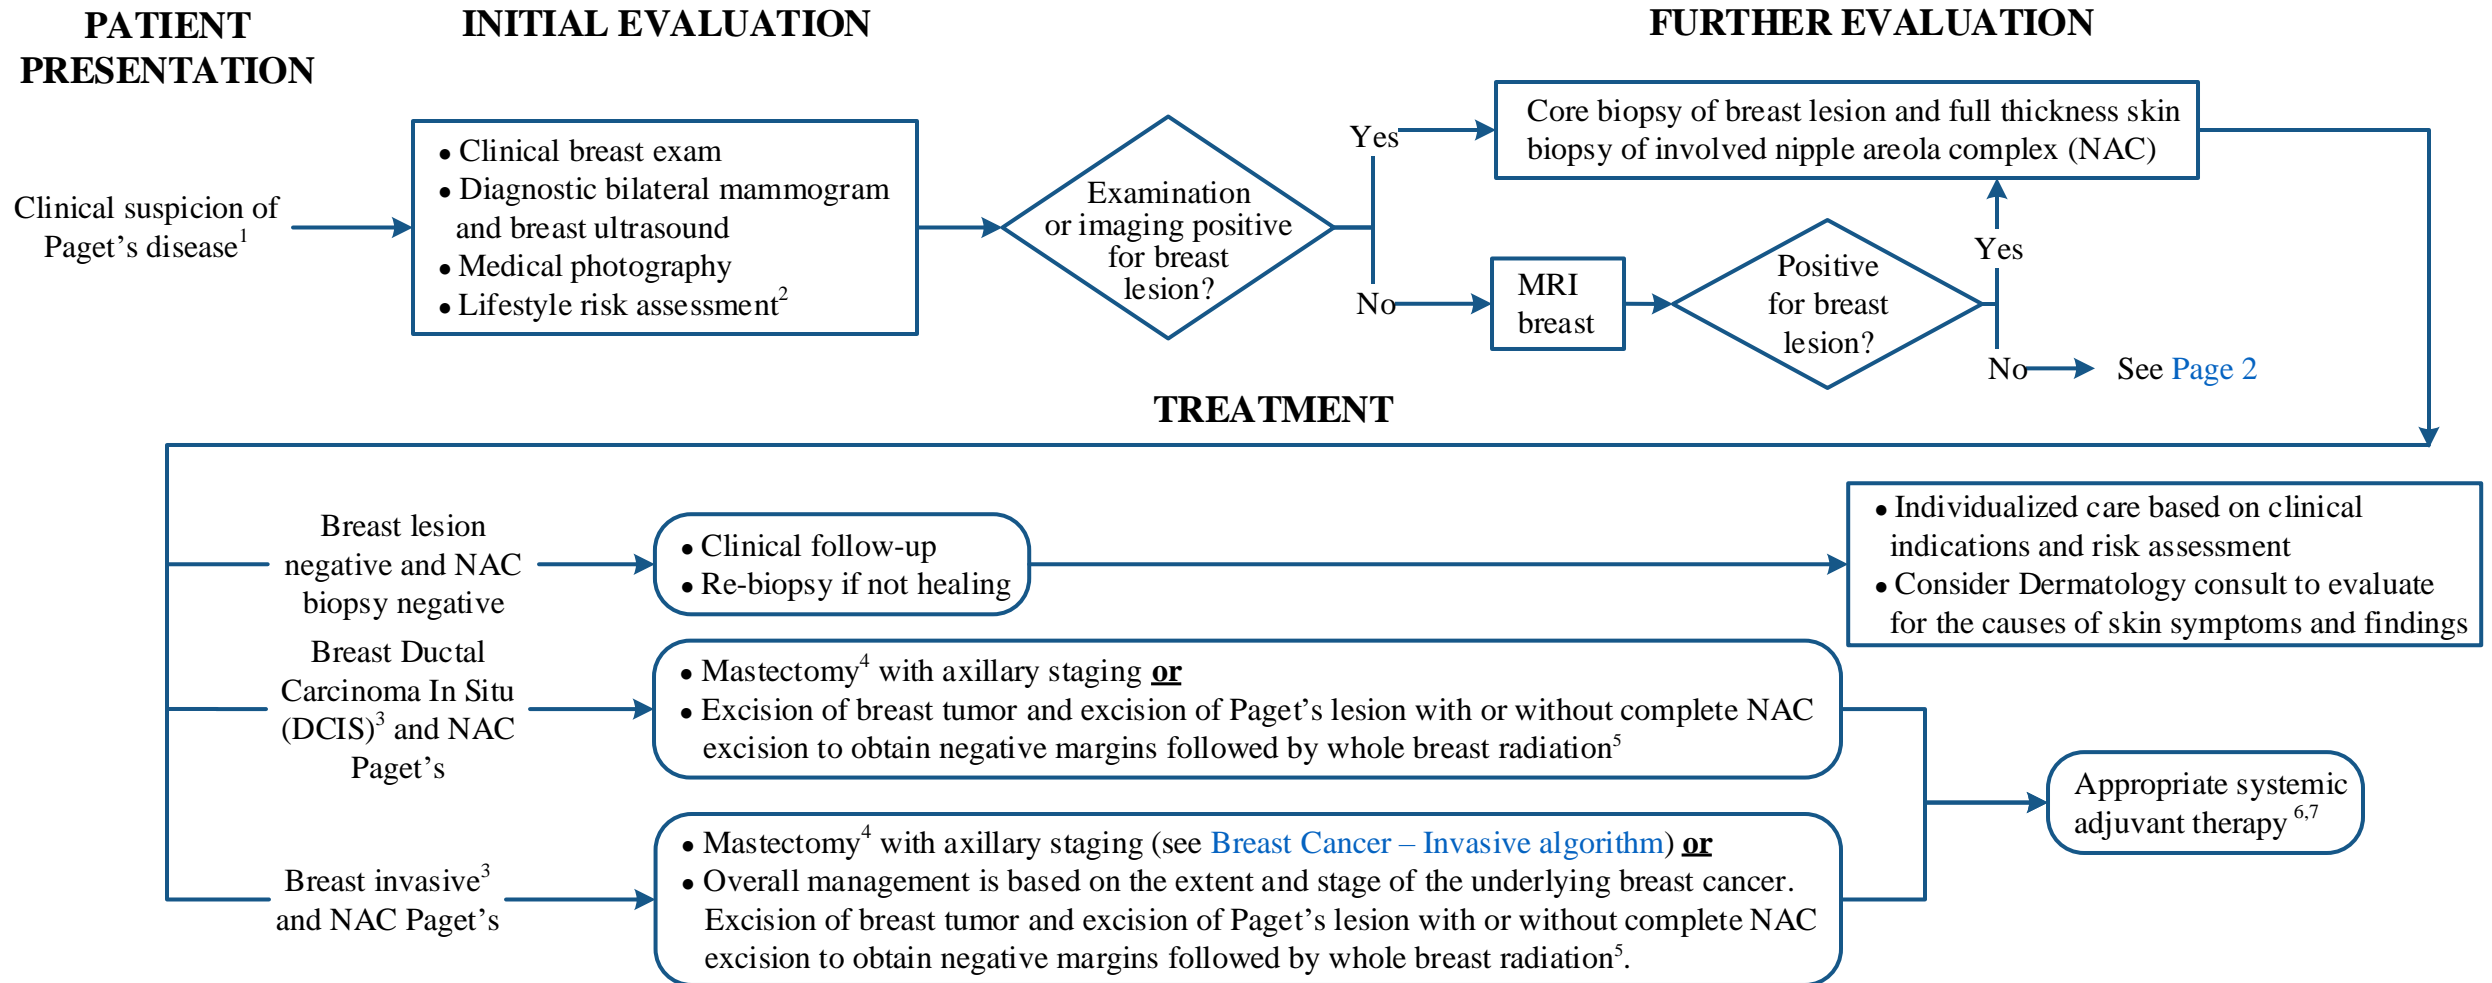 PATIENT
PRESENTATION
INITIAL EVALUATION
FURTHER EVALUATION
Clinical suspicion of
Paget’s disease1
• Clinical breast exam
• Diagnostic bilateral mammogram
and breast ultrasound
• Medical photography
• Lifestyle risk assessment2
Examination
or imaging positive
for breast
lesion?
Yes
No
Core biopsy of breast lesion and full thickness skin
biopsy of involved nipple areola complex (NAC)
MRI
breast
Positive
for breast
lesion?
Yes
No
See Page 2
TREATMENT
Breast lesion
negative and NAC
biopsy negative
• Clinical follow-up
• Re-biopsy if not healing
• Individualized care based on clinical
indications and risk assessment
• Consider Dermatology consult to evaluate
for the causes of skin symptoms and findings
Breast Ductal
Carcinoma In Situ
(DCIS)3 and NAC
Paget’s
• Mastectomy4 with axillary staging or
• Excision of breast tumor and excision of Paget’s lesion with or without complete NAC
excision to obtain negative margins followed by whole breast radiation5
Breast invasive3
and NAC Paget’s
• Mastectomy4 with axillary staging (see Breast Cancer – Invasive algorithm) or
• Overall management is based on the extent and stage of the underlying breast cancer.
Excision of breast tumor and excision of Paget’s lesion with or without complete NAC
excision to obtain negative margins followed by whole breast radiation5.
Appropriate systemic
adjuvant therapy 6,7